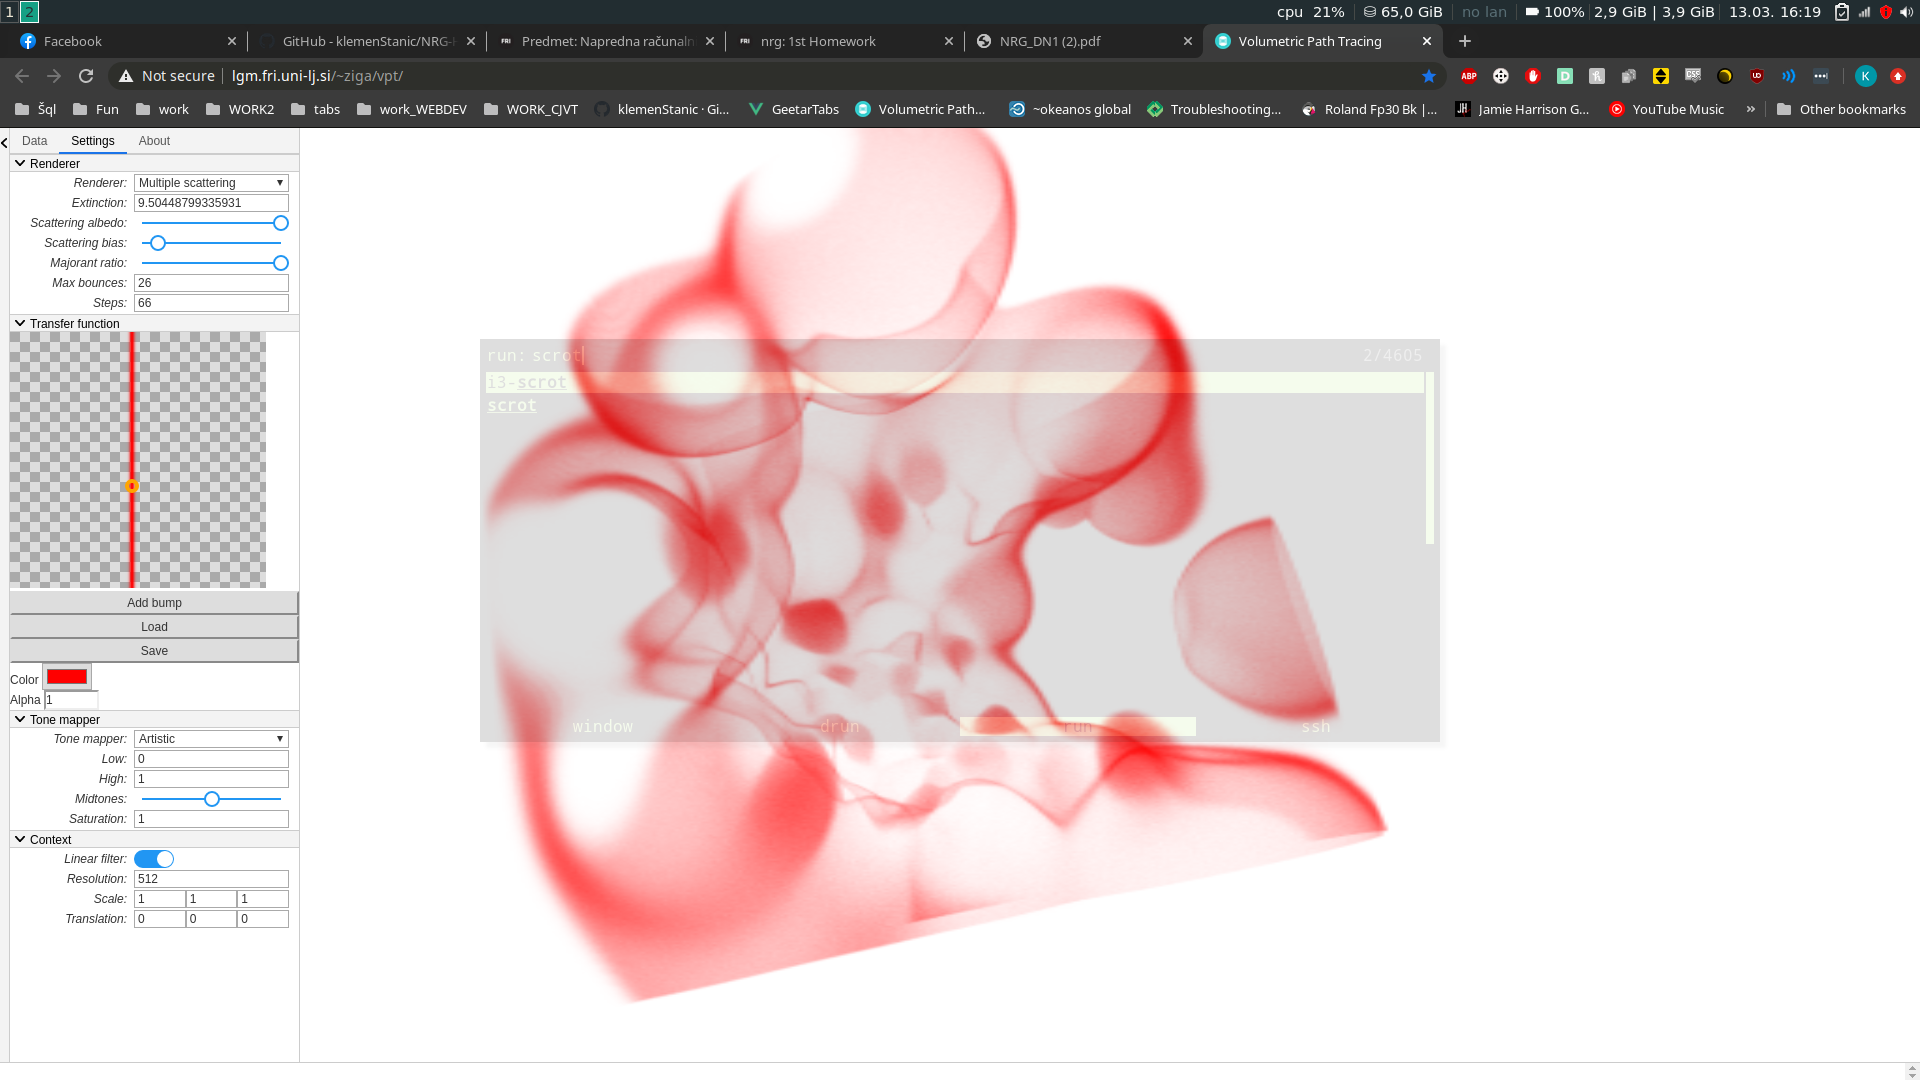 1 2 cpu 21% 65,0 GiB no lan 100% 2,9 GiB | 3,9 GiB 13.03. 16:19
Facebook GitHub - klemenStanic/NRG- Predmet: Napredna računaln nrg: 1st Homework NRG_DN1 (2).pdf Volumetric Path Tracing
Not secure lgm.fri.uni-lj.si/~ziga/vpt/
Šql Fun work WORK2 tabs work_WEBDEV WORK_CJVT klemenStanic · Gi... GeetarTabs Volumetric Path... ~okeanos global Troubleshooting... Roland Fp30 Bk |... Jamie Harrison G... YouTube Music » Other bookmarks
Data Settings About
Renderer
Renderer: Multiple scattering
Extinction: 9.50448799335931
Scattering albedo:
Scattering bias:
Majorant ratio:
Max bounces: 26
Steps: 66
Transfer function
run: scrot 2/4605
i3-scrot
scrot
window drun run ssh
Add bump
Load
Save
Color
Alpha 1
Tone mapper
Tone mapper: Artistic
Low: 0
High: 1
Midtones:
Saturation: 1
Context
Linear filter:
Resolution: 512
Scale: 1 1 1
Translation: 0 0 0